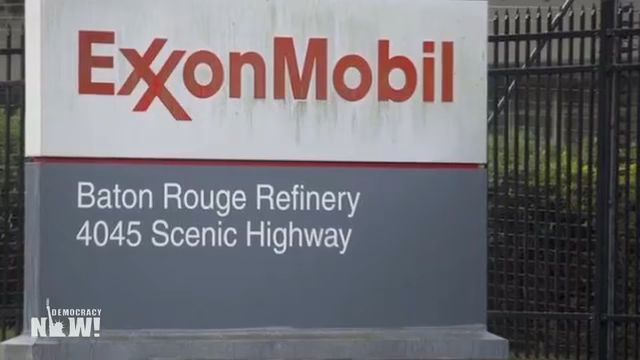 ExxonMobil
Baton Rouge Refinery
4045 Scenic Highway
DEMOCRACY
NOW!